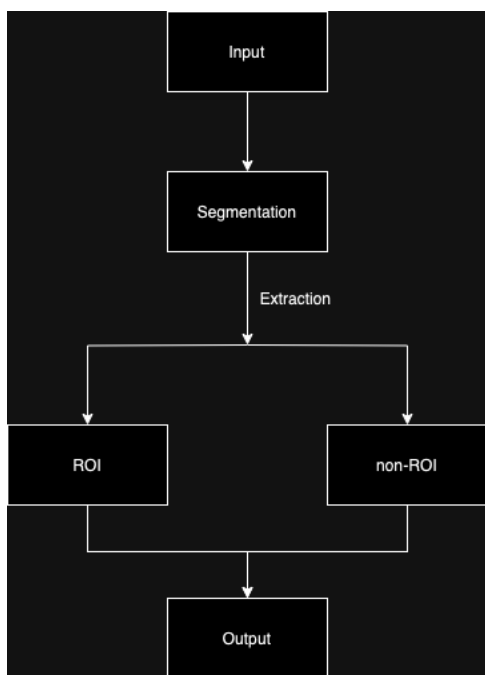 Input
Segmentation
Extraction
ROI
non-ROI
Output